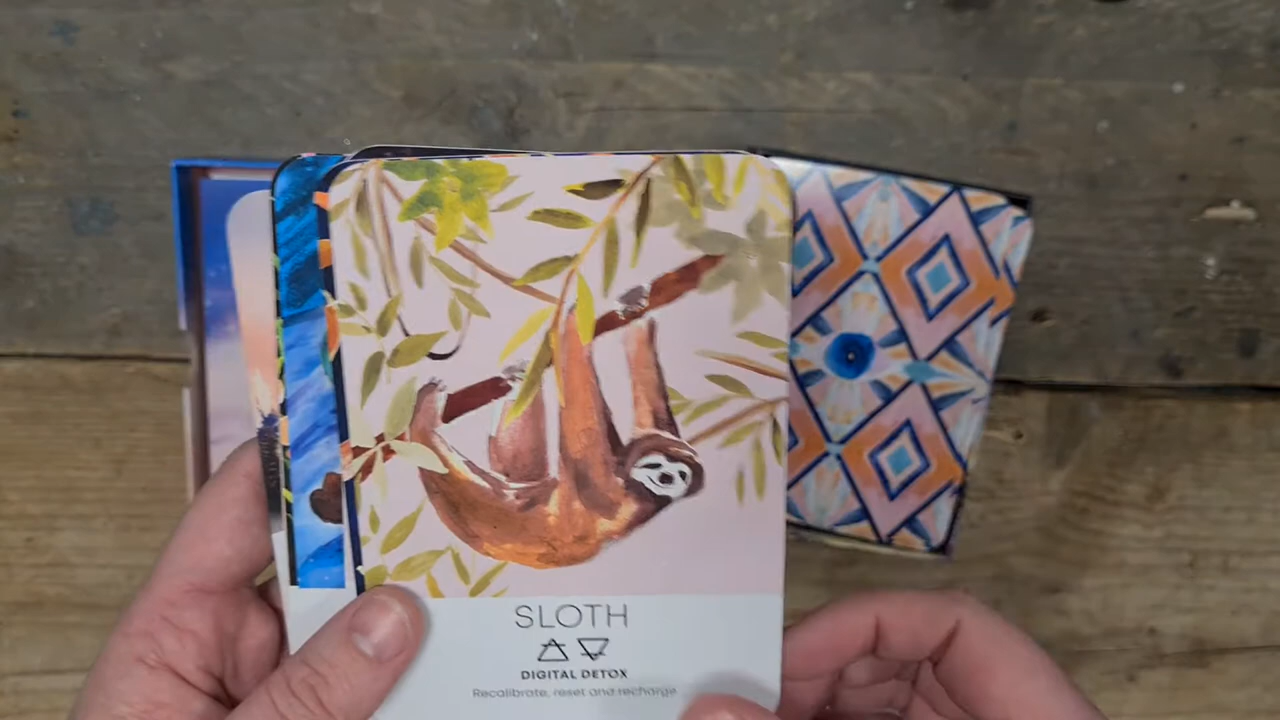 SLOTH
DIGITAL DETOX
Recalibrate, reset and recharge